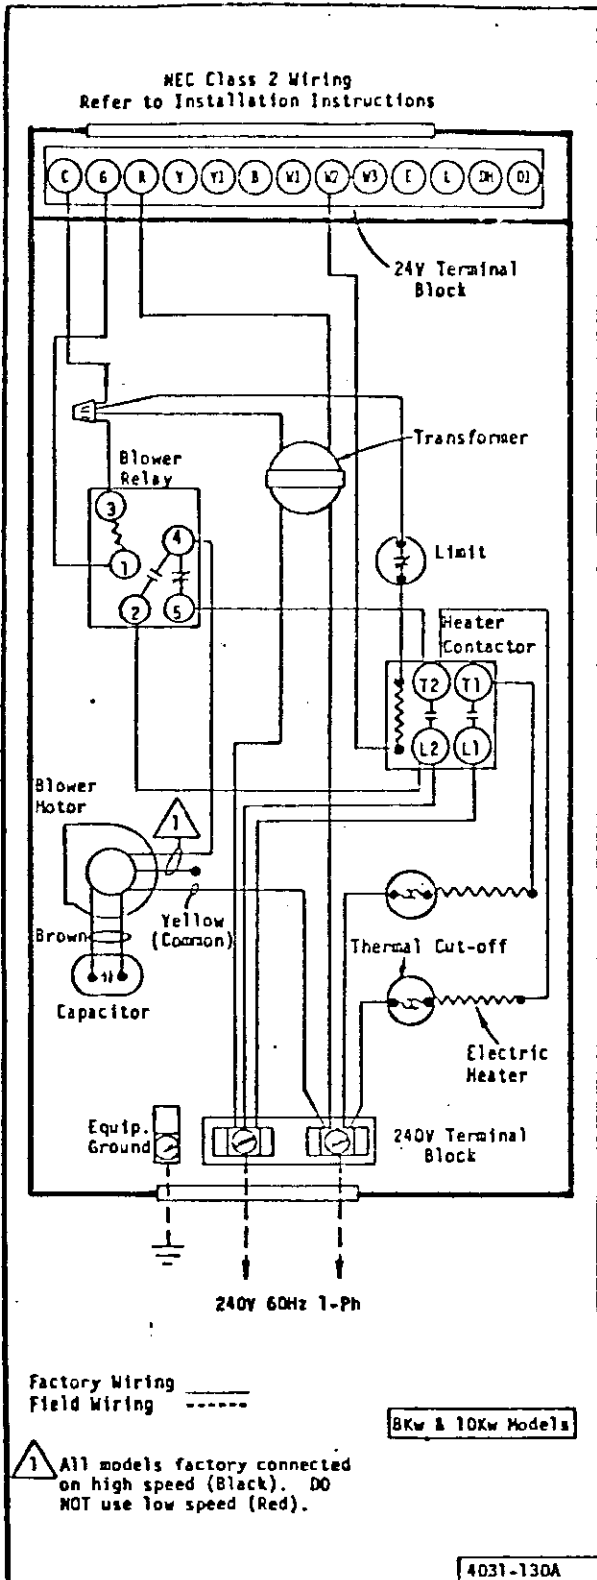 NEC Class 2 Wiring
Refer to Installation Instructions
C G R Y Y1 B W1 W2 W3 E L DH D1
24V Terminal
Block
Transformer
Blower
Relay
3
4
1
2
5
Limit
Heater
Contactor
T2 T1
L2 L1
Blower
Motor
1
Yellow
(Common)
Brown
Capacitor
Thermal Cut-off
Electric
Heater
Equip.
Ground
240V Terminal
Block
240V 60Hz 1-Ph
Factory Wiring
Field Wiring
8Kw & 10Kw Models
1 All models factory connected
on high speed (Black). DO
NOT use low speed (Red).
4031-130A